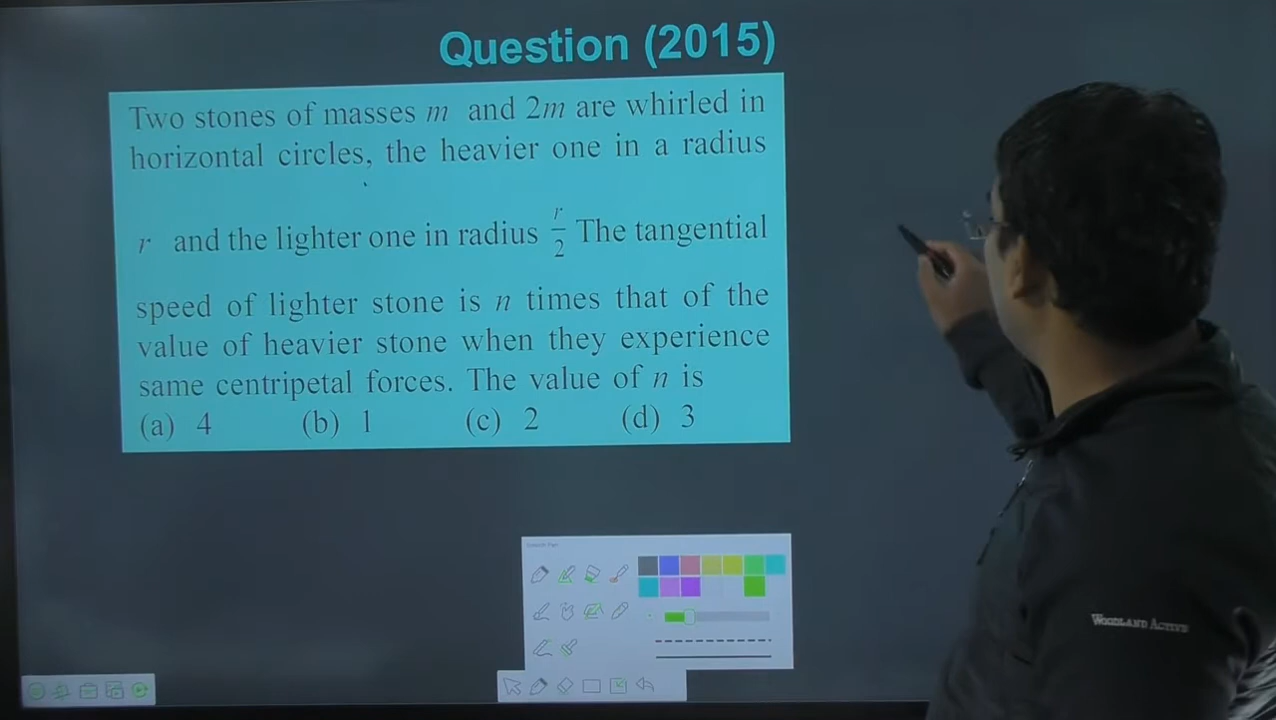 Question (2015)
Two stones of masses m and 2m are whirled in
horizontal circles, the heavier one in a radius
r and the lighter one in radius r/2 The tangential
speed of lighter stone is n times that of the
value of heavier stone when they experience
same centripetal forces. The value of n is
(a) 4 (b) 1 (c) 2 (d) 3
WOODLAND ACTIVE